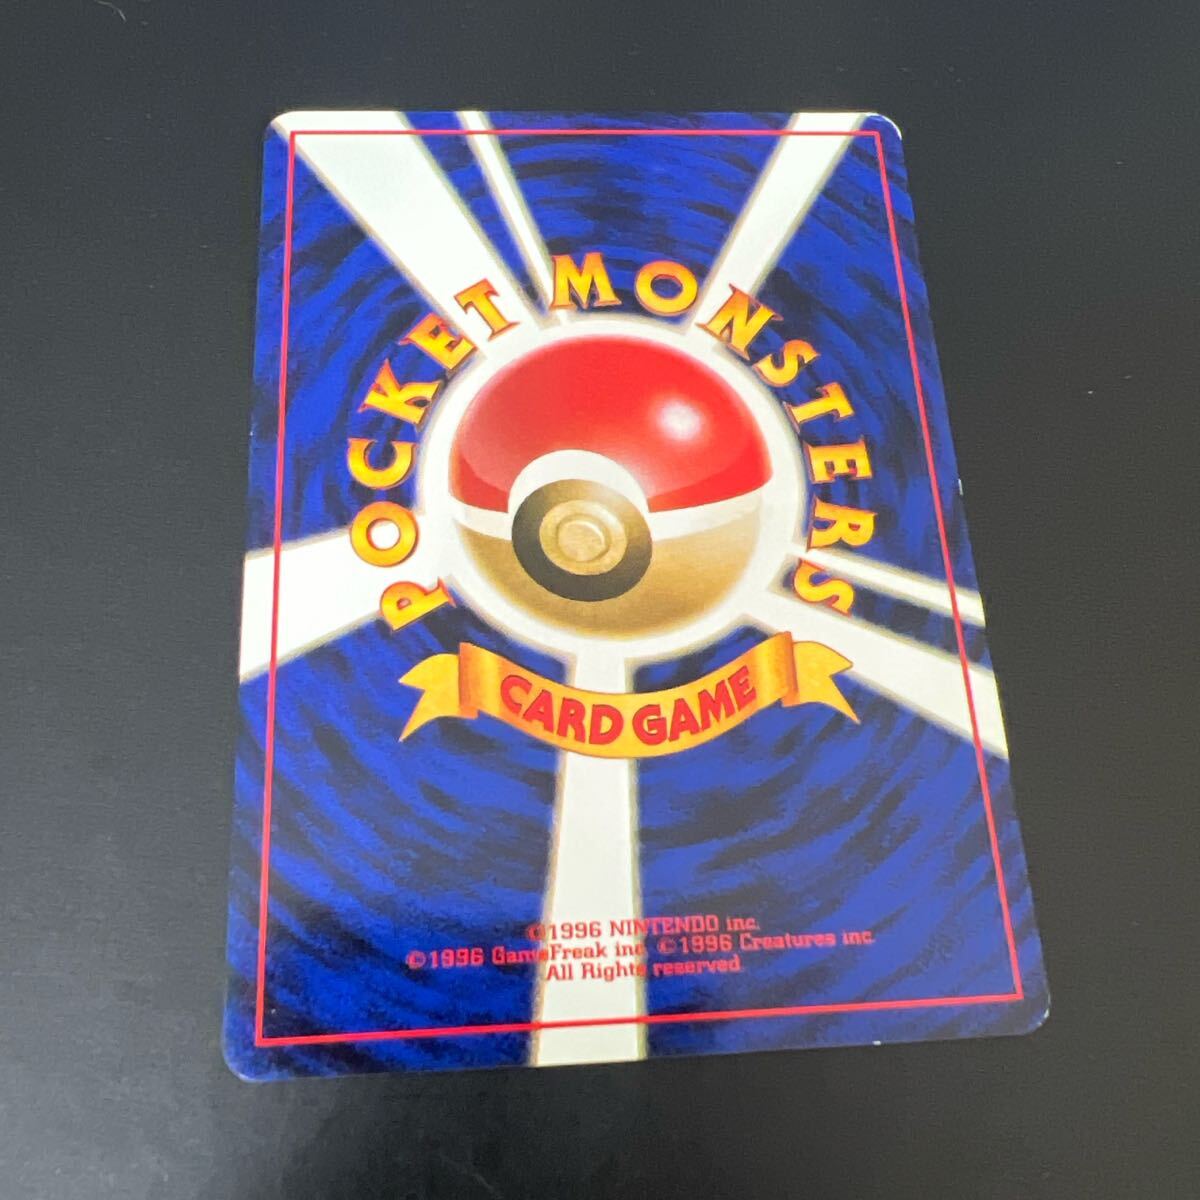 POCKET MONSTERS
CARD GAME
©1996 NINTENDO inc.
©1996 GameFreak inc. ©1996 Creatures inc.
All Rights reserved.